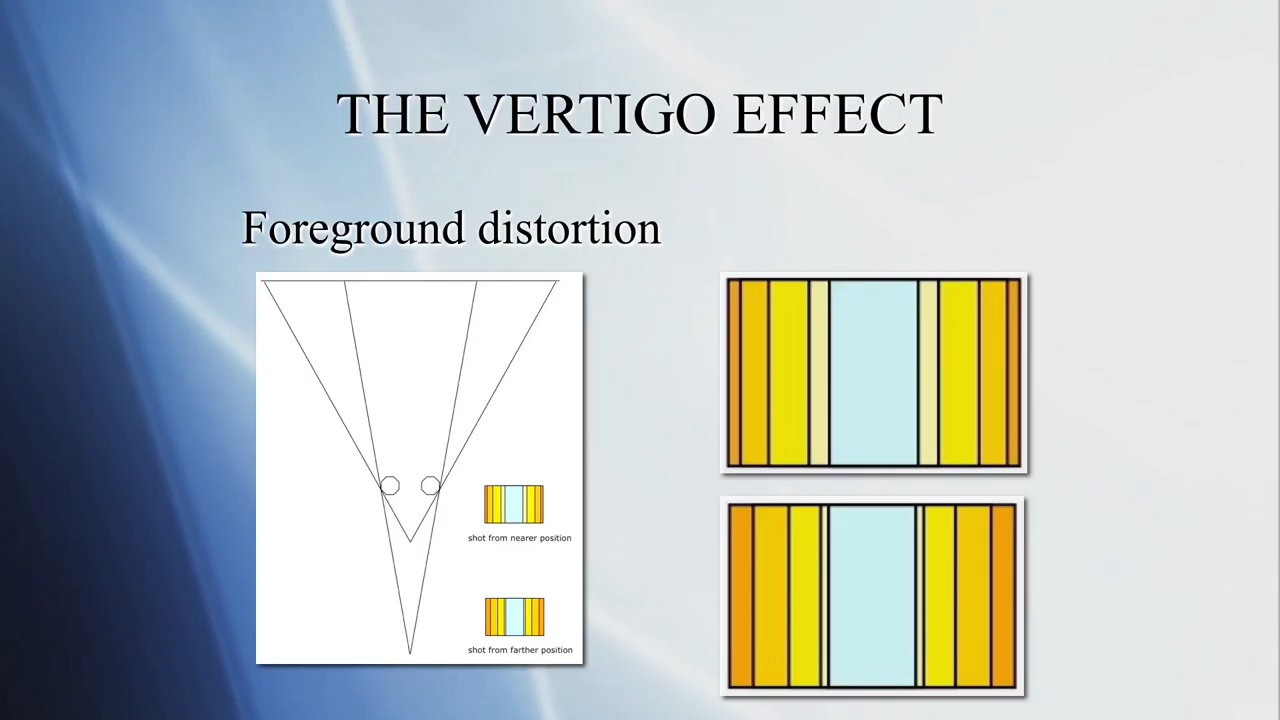 THE VERTIGO EFFECT
Foreground distortion
shot from nearer position
shot from farther position